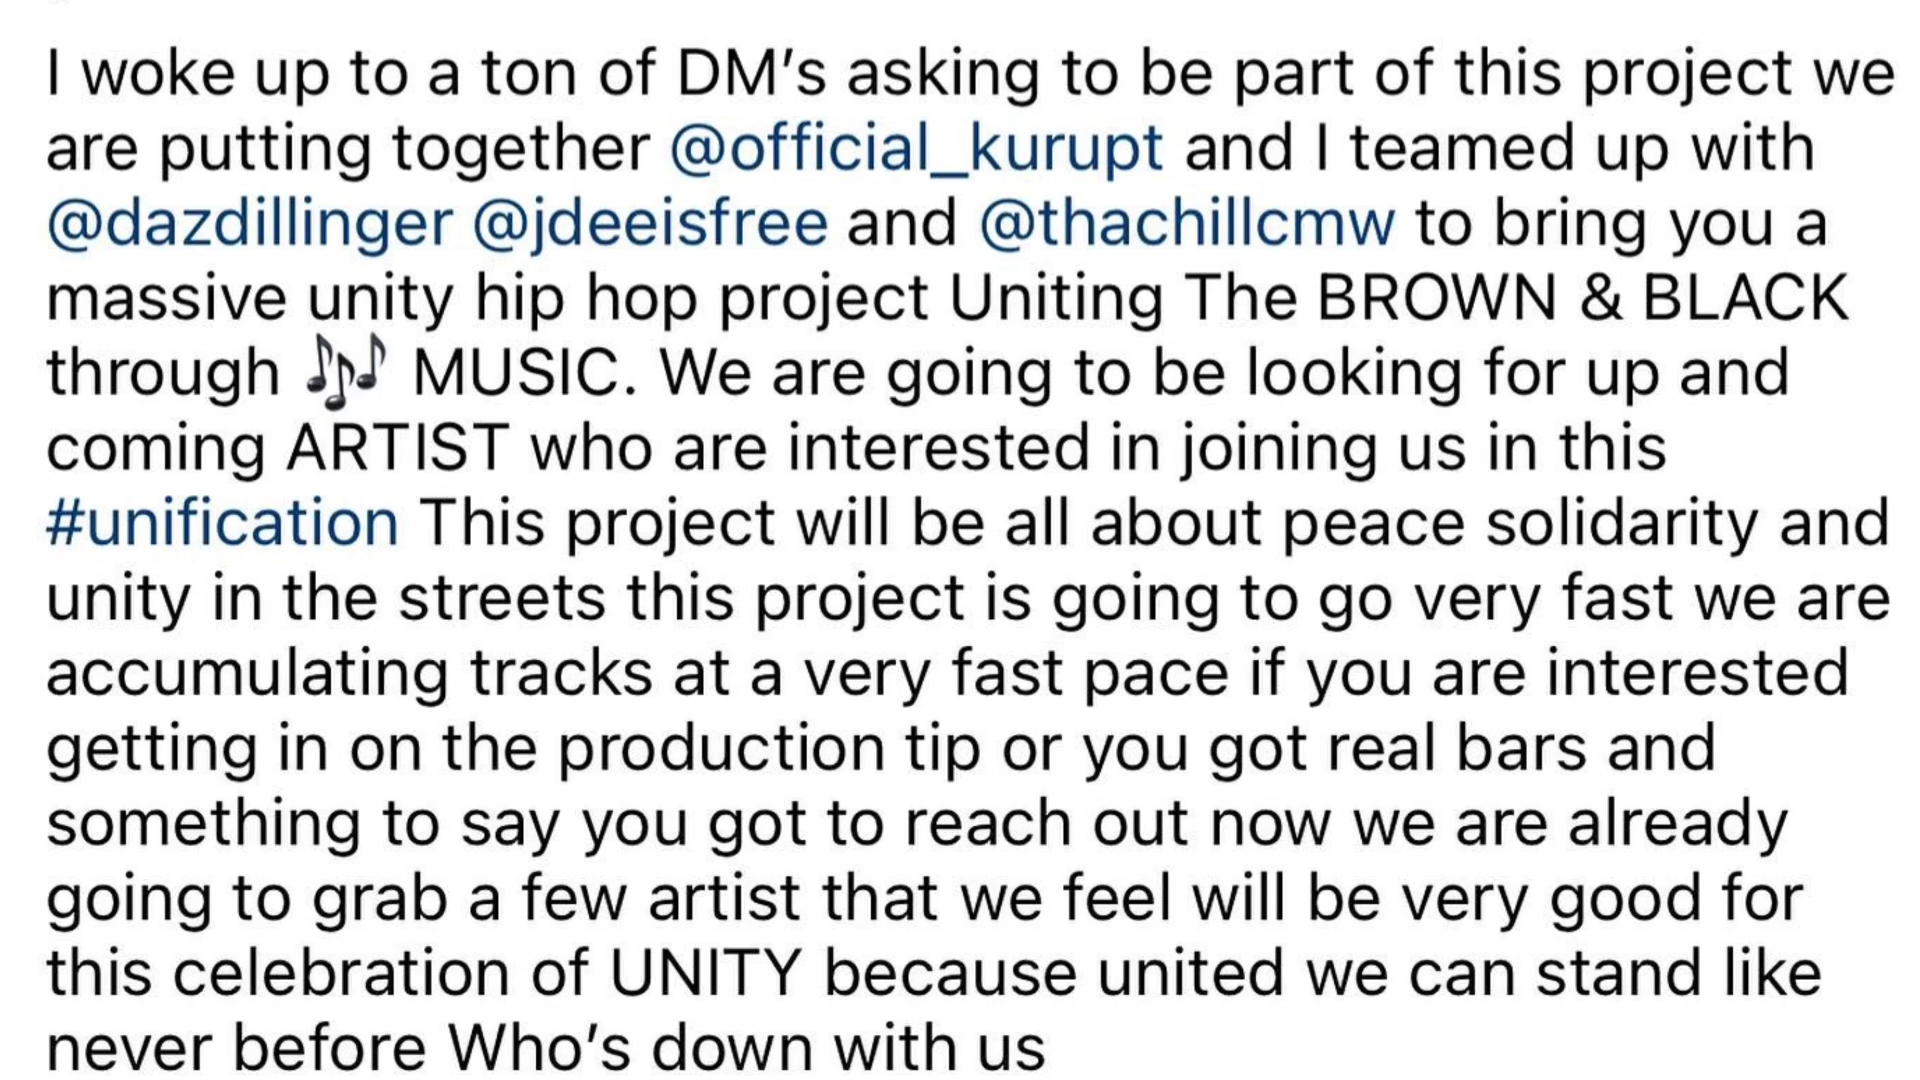 I woke up to a ton of DM’s asking to be part of this project we
are putting together @official_kurupt and I teamed up with
@dazdillinger @jdeeisfree and @thachillcmw to bring you a
massive unity hip hop project Uniting The BROWN & BLACK
through 🎶 MUSIC. We are going to be looking for up and
coming ARTIST who are interested in joining us in this
#unification This project will be all about peace solidarity and
unity in the streets this project is going to go very fast we are
accumulating tracks at a very fast pace if you are interested
getting in on the production tip or you got real bars and
something to say you got to reach out now we are already
going to grab a few artist that we feel will be very good for
this celebration of UNITY because united we can stand like
never before Who’s down with us